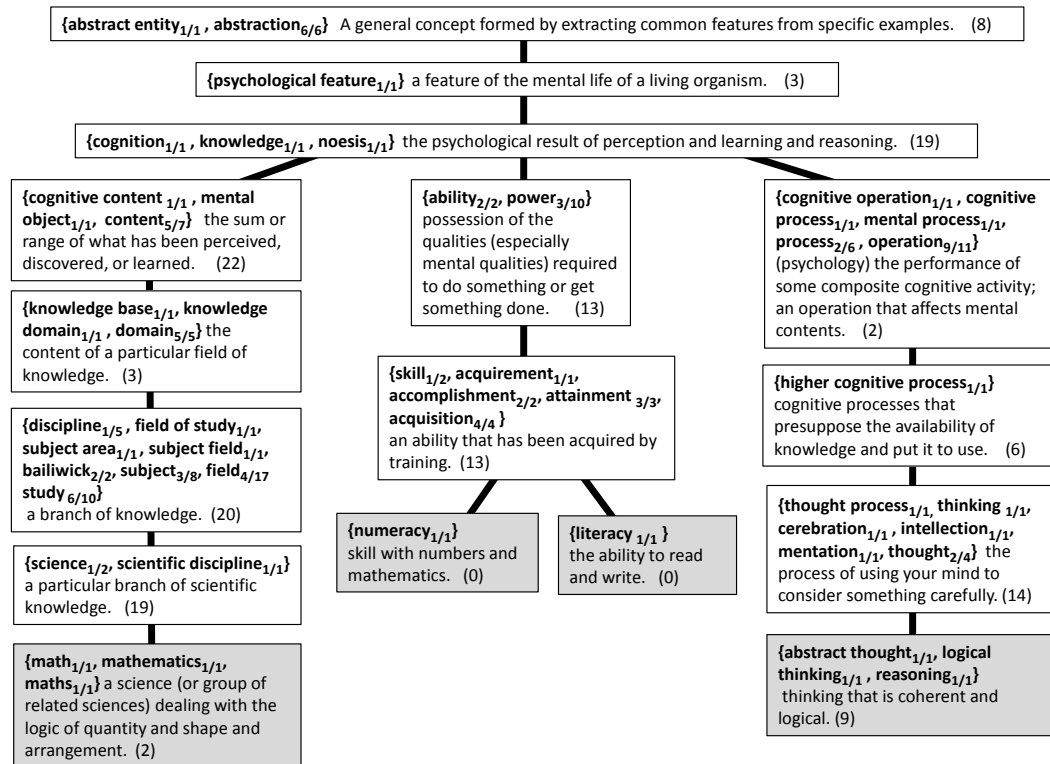 {abstract entity1/1 , abstraction6/6} A general concept formed by extracting common features from specific examples. (8)
{psychological feature1/1} a feature of the mental life of a living organism. (3)
{cognition1/1 , knowledge1/1 , noesis1/1} the psychological result of perception and learning and reasoning. (19)
{cognitive content 1/1 , mental
object1/1, content5/7} the sum or
range of what has been perceived,
discovered, or learned. (22)
{knowledge base1/1, knowledge
domain1/1 , domain5/5} the
content of a particular field of
knowledge. (3)
{discipline1/5 , field of study1/1,
subject area1/1 , subject field1/1,
bailiwick2/2, subject3/8, field4/17
study 6/10}
a branch of knowledge. (20)
{science1/2, scientific discipline1/1}
a particular branch of scientific
knowledge. (19)
{math1/1, mathematics1/1,
maths1/1} a science (or group of
related sciences) dealing with the
logic of quantity and shape and
arrangement. (2)
{ability2/2, power3/10}
possession of the
qualities (especially
mental qualities) required
to do something or get
something done. (13)
{skill1/2, acquirement1/1,
accomplishment2/2, attainment 3/3,
acquisition4/4 }
an ability that has been acquired by
training. (13)
{numeracy1/1}
skill with numbers and
mathematics. (0)
{literacy 1/1 }
the ability to read
and write. (0)
{cognitive operation1/1 , cognitive
process1/1, mental process1/1,
process2/6 , operation9/11}
(psychology) the performance of
some composite cognitive activity;
an operation that affects mental
contents. (2)
{higher cognitive process1/1}
cognitive processes that
presuppose the availability of
knowledge and put it to use. (6)
{thought process1/1, thinking 1/1,
cerebration1/1 , intellection1/1,
mentation1/1, thought2/4} the
process of using your mind to
consider something carefully. (14)
{abstract thought1/1, logical
thinking1/1 , reasoning1/1}
thinking that is coherent and
logical. (9)